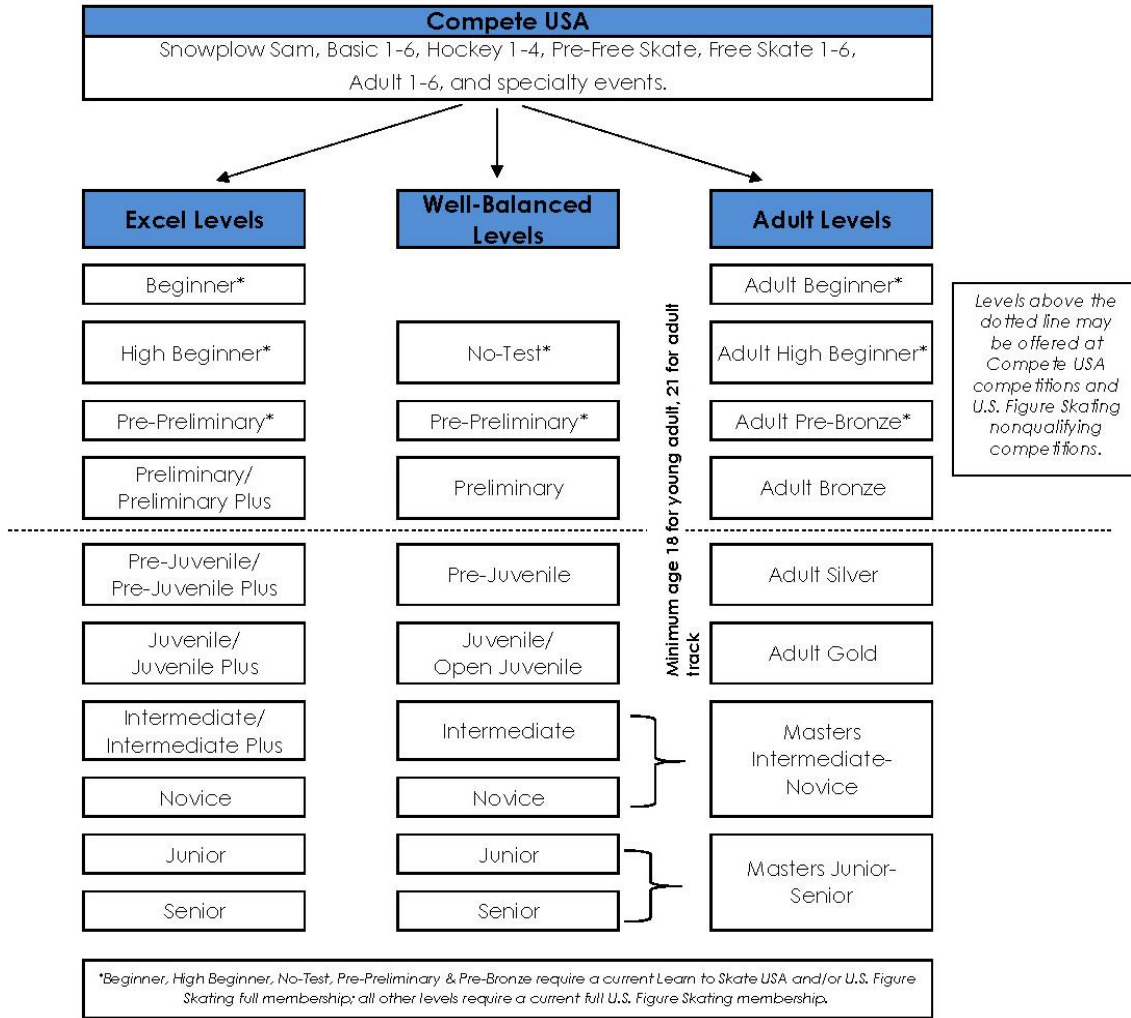 Compete USA
Snowplow Sam, Basic 1-6, Hockey 1-4, Pre-Free Skate, Free Skate 1-6,
Adult 1-6, and specialty events.
Excel Levels
Well-Balanced
Levels
Adult Levels
Beginner*
Adult Beginner*
High Beginner*
No-Test*
Adult High Beginner*
Pre-Preliminary*
Pre-Preliminary*
Adult Pre-Bronze*
Preliminary/
Preliminary Plus
Preliminary
Adult Bronze
Levels above the
dotted line may
be offered at
Compete USA
competitions and
U.S. Figure Skating
nonqualifying
competitions.
Minimum age 18 for young adult, 21 for adult
track
Pre-Juvenile/
Pre-Juvenile Plus
Pre-Juvenile
Adult Silver
Juvenile/
Juvenile Plus
Juvenile/
Open Juvenile
Adult Gold
Intermediate/
Intermediate Plus
Intermediate
Masters
Intermediate-
Novice
Novice
Novice
Junior
Junior
Masters Junior-
Senior
Senior
Senior
*Beginner, High Beginner, No-Test, Pre-Preliminary & Pre-Bronze require a current Learn to Skate USA and/or U.S. Figure
Skating full membership; all other levels require a current full U.S. Figure Skating membership.